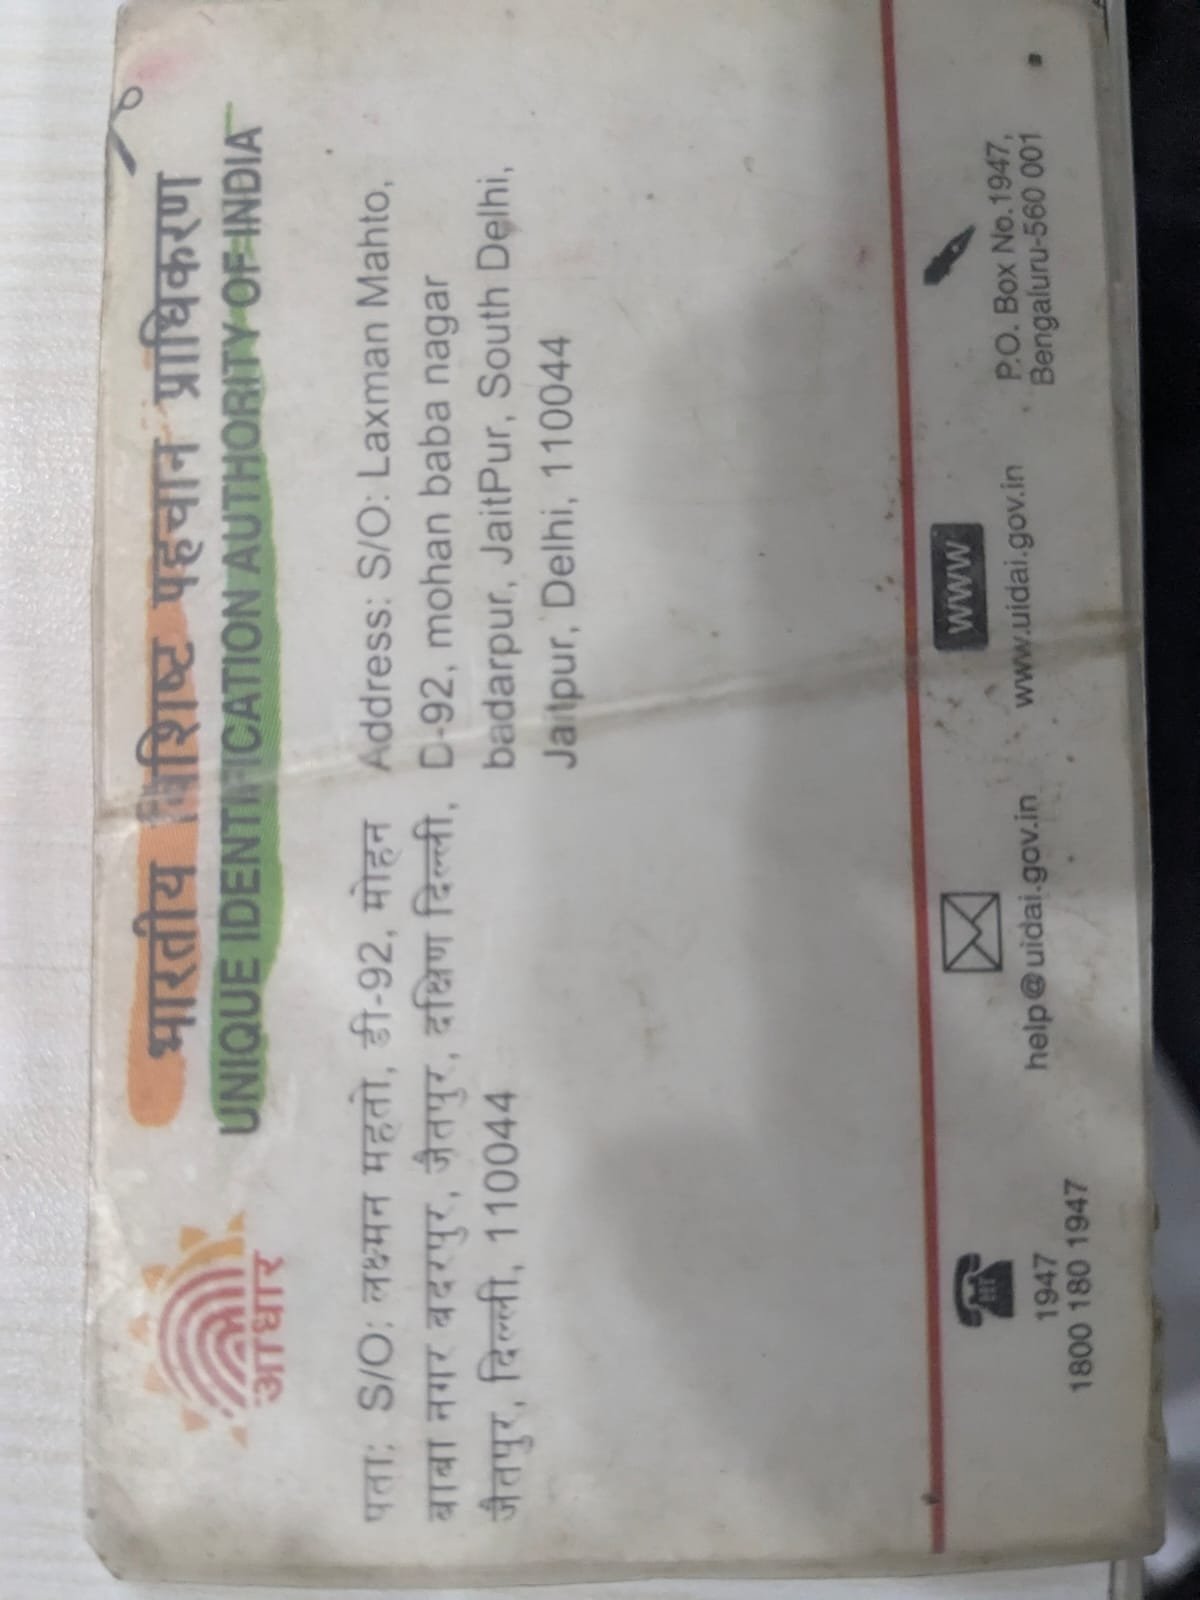 भारतीय विशिष्ट पहचान प्राधिकरण
UNIQUE IDENTIFICATION AUTHORITY OF INDIA
आधार
पता: S/O: लक्ष्मन महतो, डी-92, मोहन
बाबा नगर बदरपुर, जैतपुर, दक्षिण दिल्ली,
जैतपुर, दिल्ली, 110044
Address: S/O: Laxman Mahto,
D-92, mohan baba nagar
badarpur, JaitPur, South Delhi,
Jaitpur, Delhi, 110044
1947
1800 180 1947
help@uidai.gov.in
WWW
www.uidai.gov.in
P.O. Box No.1947,
Bengaluru-560 001